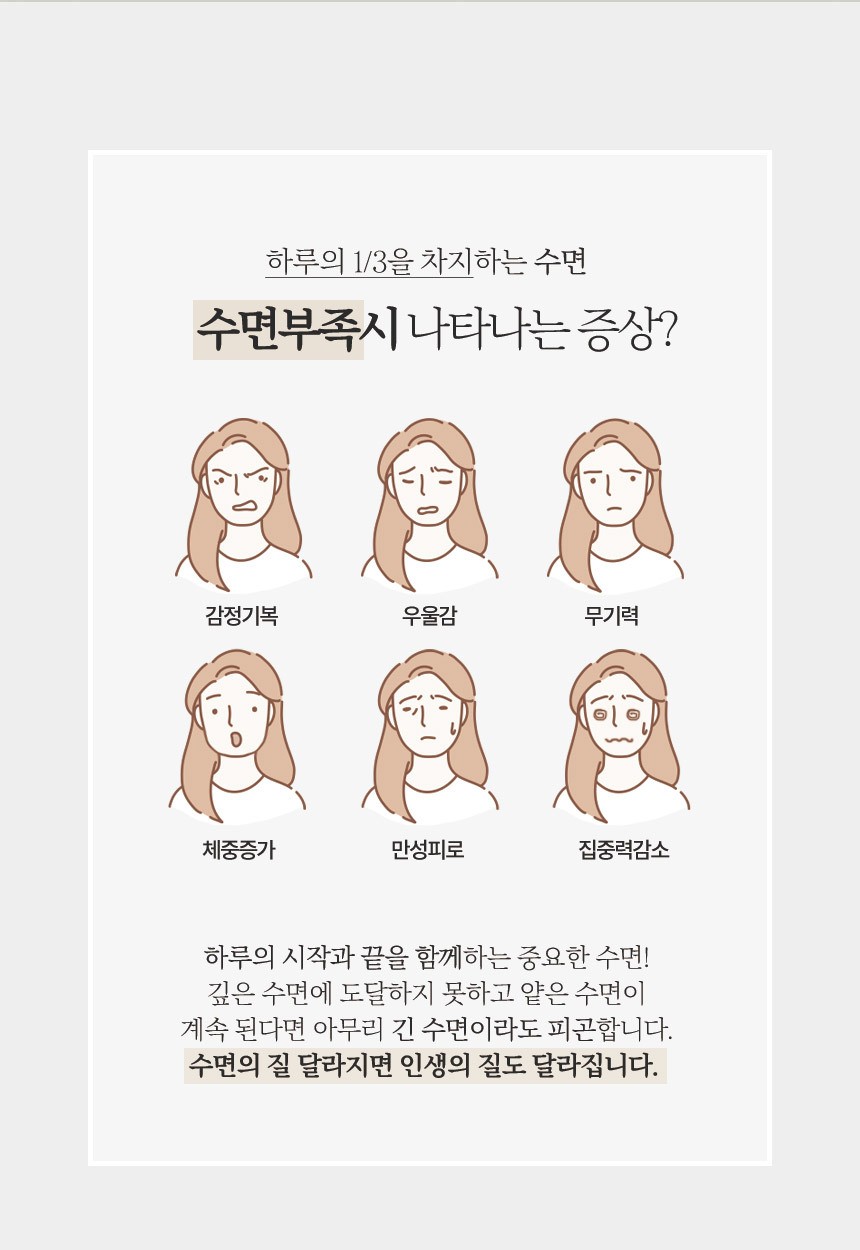 하루의 1/3을 차지하는 수면
수면부족시 나타나는 증상?
감정기복 우울감 무기력
체중증가 만성피로 집중력감소
하루의 시작과 끝을 함께하는 중요한 수면!
깊은 수면에 도달하지 못하고 얕은 수면이
계속 된다면 아무리 긴 수면이라도 피곤합니다.
수면의 질 달라지면 인생의 질도 달라집니다.